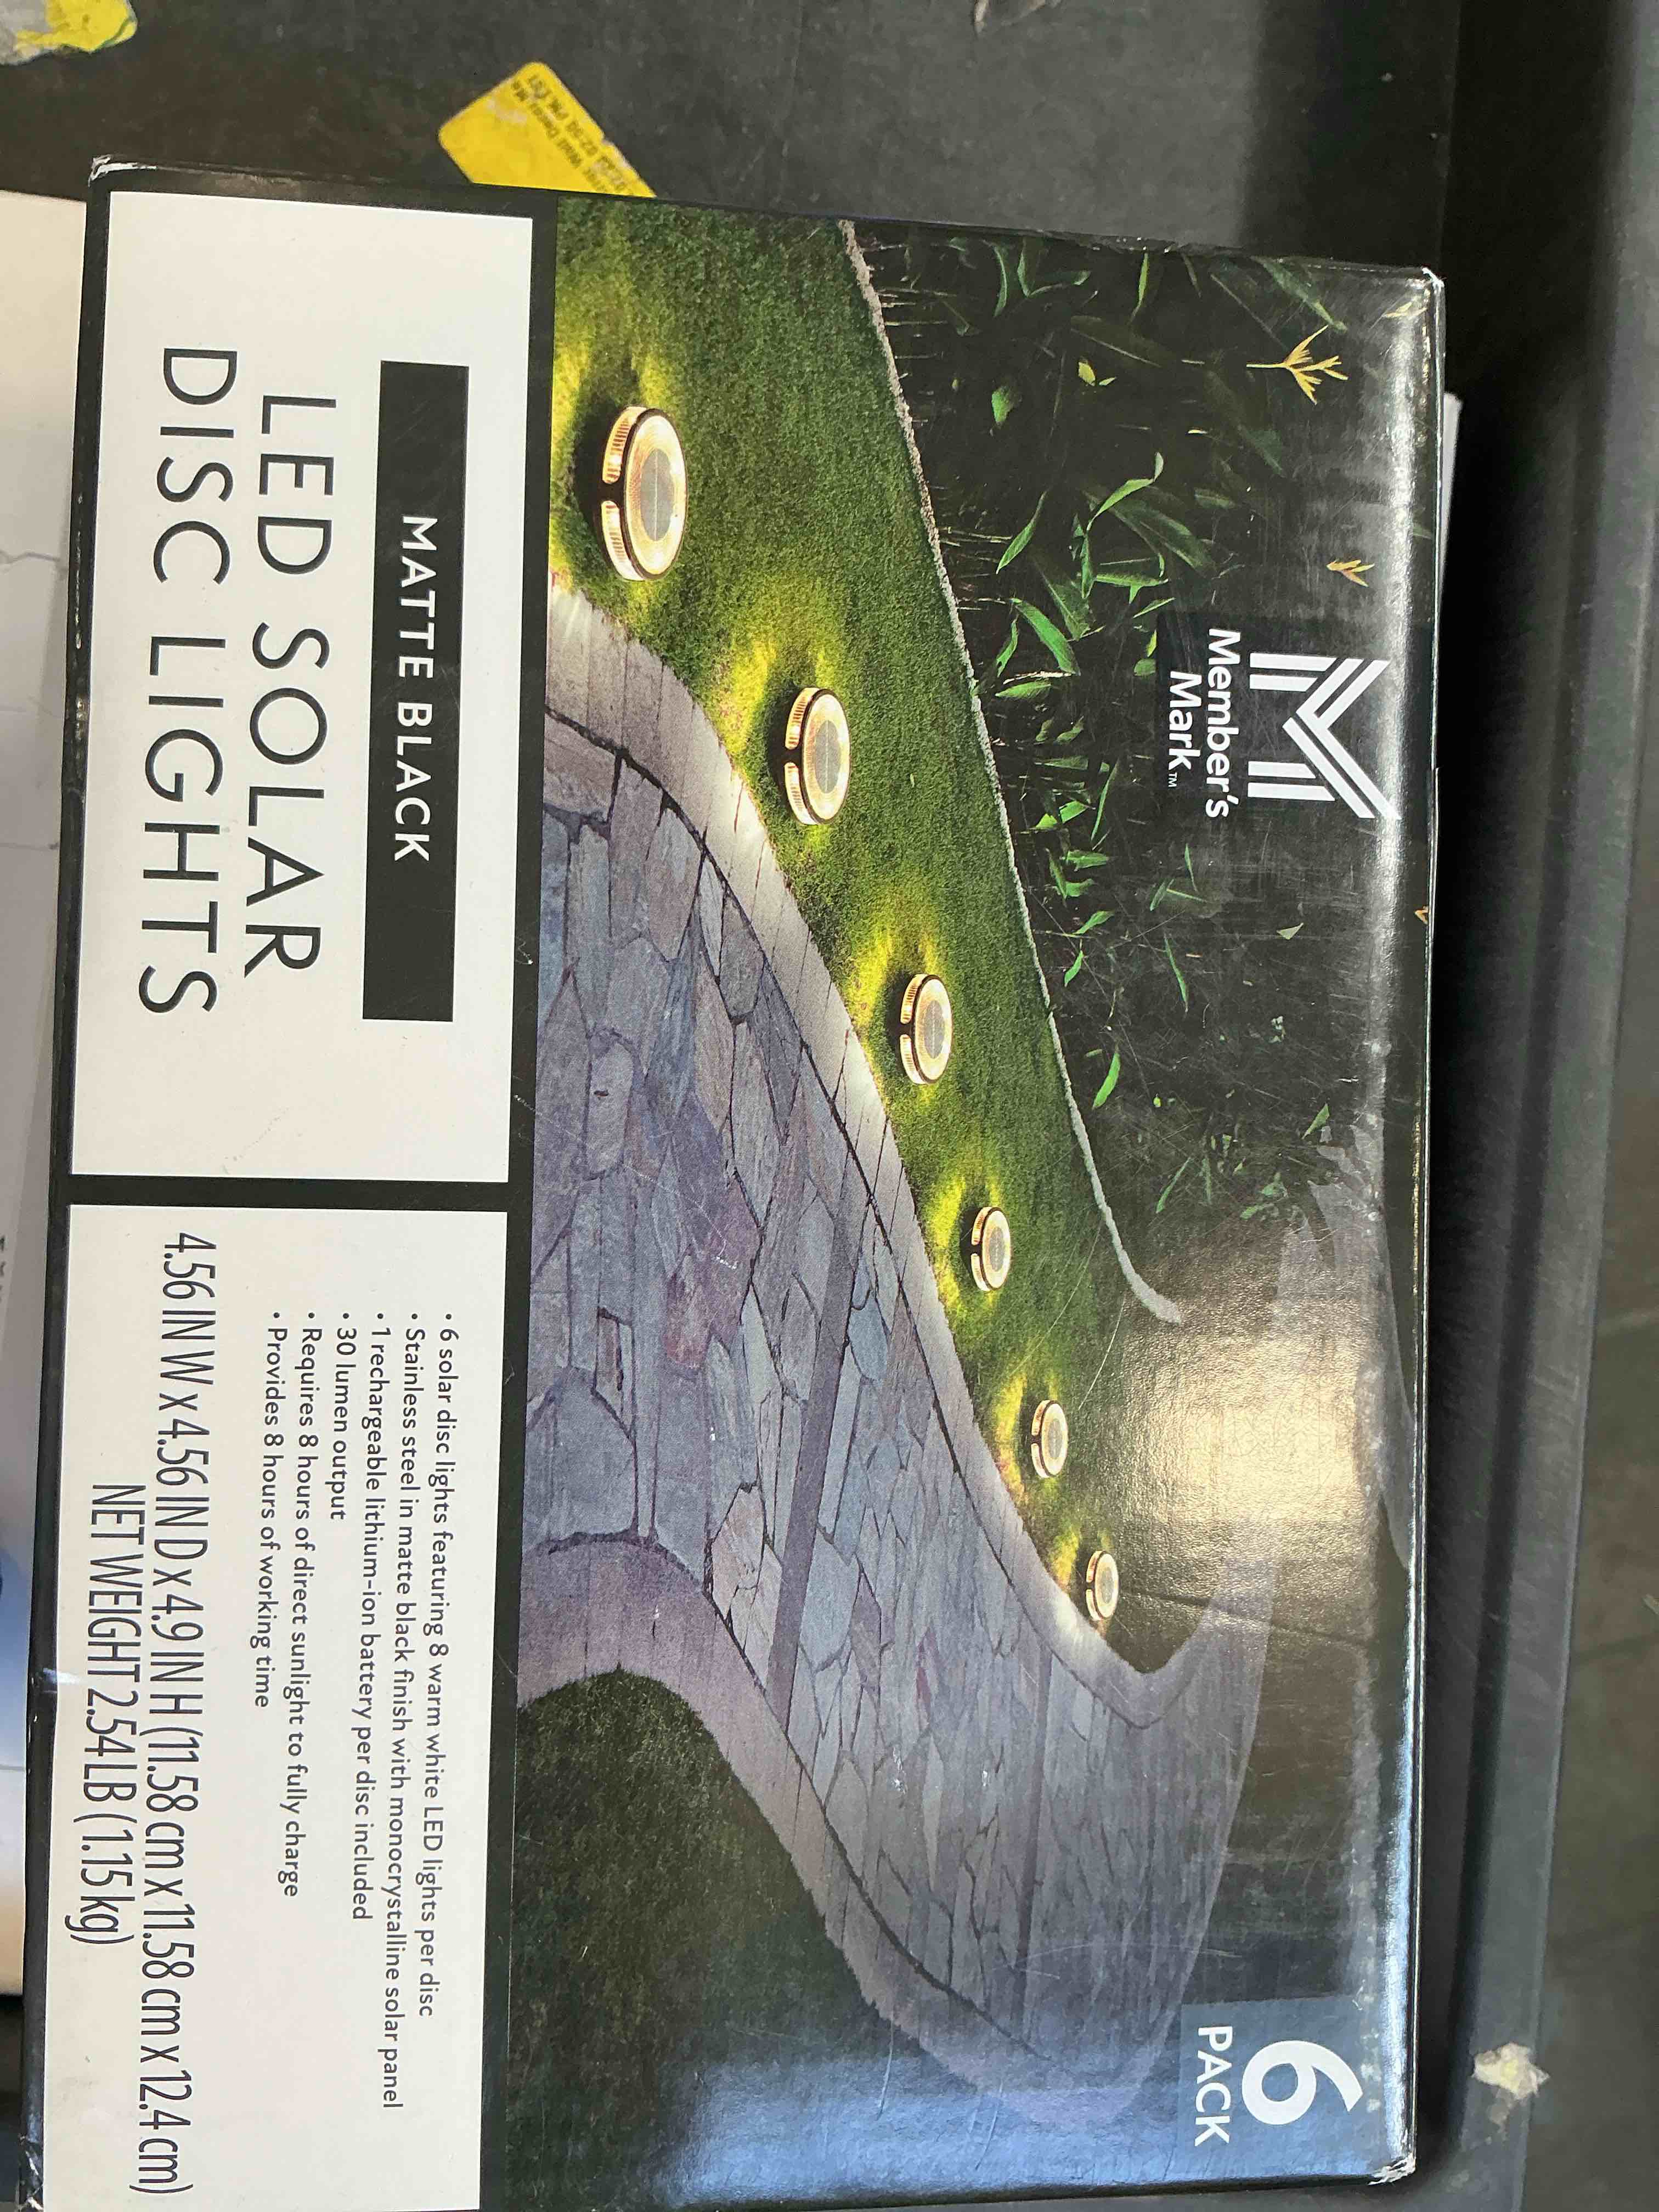 Member's
Mark™
6
PACK
MATTE BLACK
LED SOLAR
DISC LIGHTS
• 6 solar disc lights featuring 8 warm white LED lights per disc
• Stainless steel in matte black finish with monocrystalline solar panel
• 1 rechargeable lithium-ion battery per disc included
• 30 lumen output
• Requires 8 hours of direct sunlight to fully charge
• Provides 8 hours of working time
4.56 IN W x 4.56 IN D x 4.9 IN H (11.58 cm x 11.58 cm x 12.4 cm)
NET WEIGHT 2.54 LB (1.15 kg)